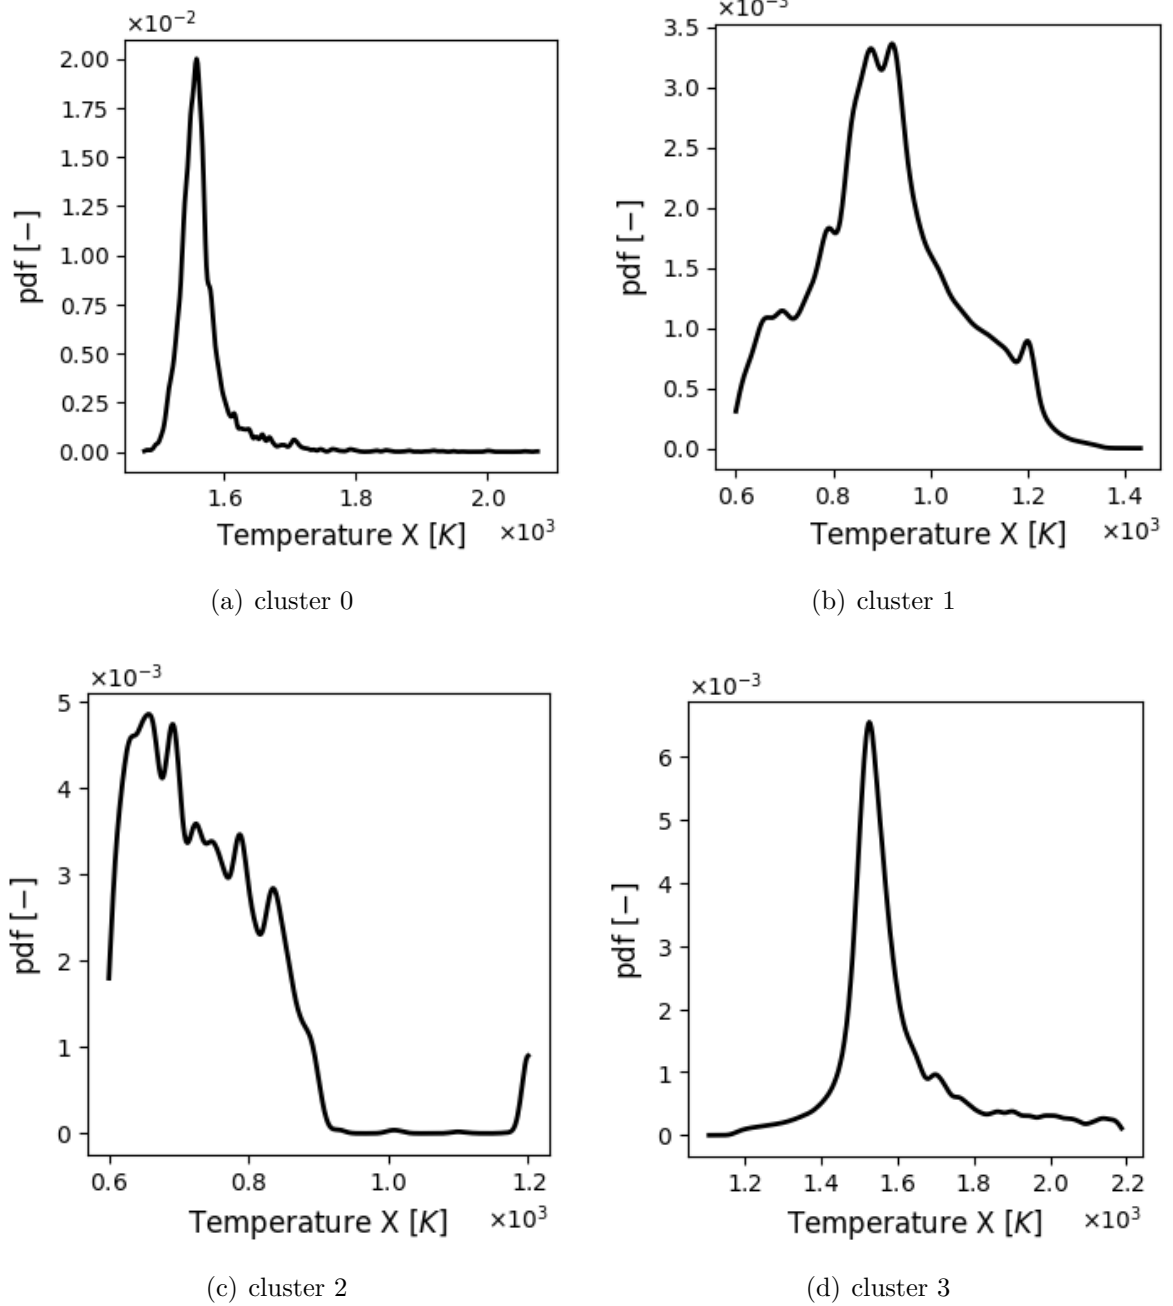 ×10⁻²
2.00
1.75
1.50
1.25
1.00
0.75
0.50
0.25
0.00
pdf [−]
1.6 1.8 2.0
Temperature X [K] ×10³
(a) cluster 0
×10⁻³
3.5
3.0
2.5
2.0
1.5
1.0
0.5
0.0
pdf [−]
0.6 0.8 1.0 1.2 1.4
Temperature X [K] ×10³
(b) cluster 1
×10⁻³
5
4
3
2
1
0
pdf [−]
0.6 0.8 1.0 1.2
Temperature X [K] ×10³
(c) cluster 2
×10⁻³
6
5
4
3
2
1
0
pdf [−]
1.2 1.4 1.6 1.8 2.0 2.2
Temperature X [K] ×10³
(d) cluster 3